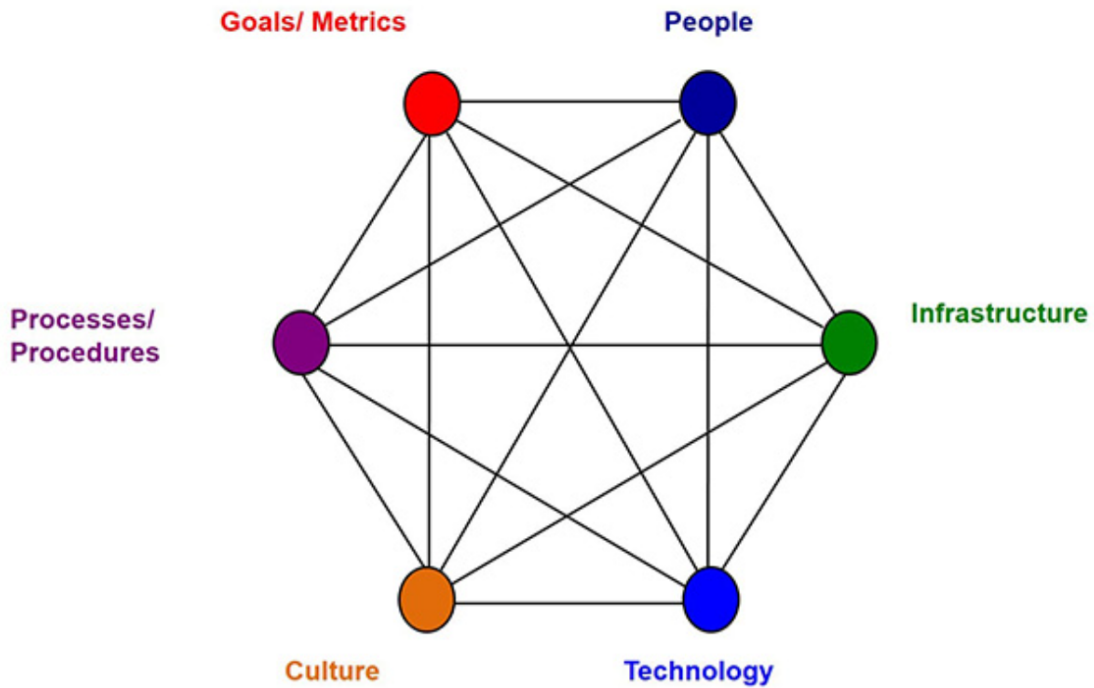 Goals/ Metrics
People
Processes/
Procedures
Infrastructure
Culture
Technology